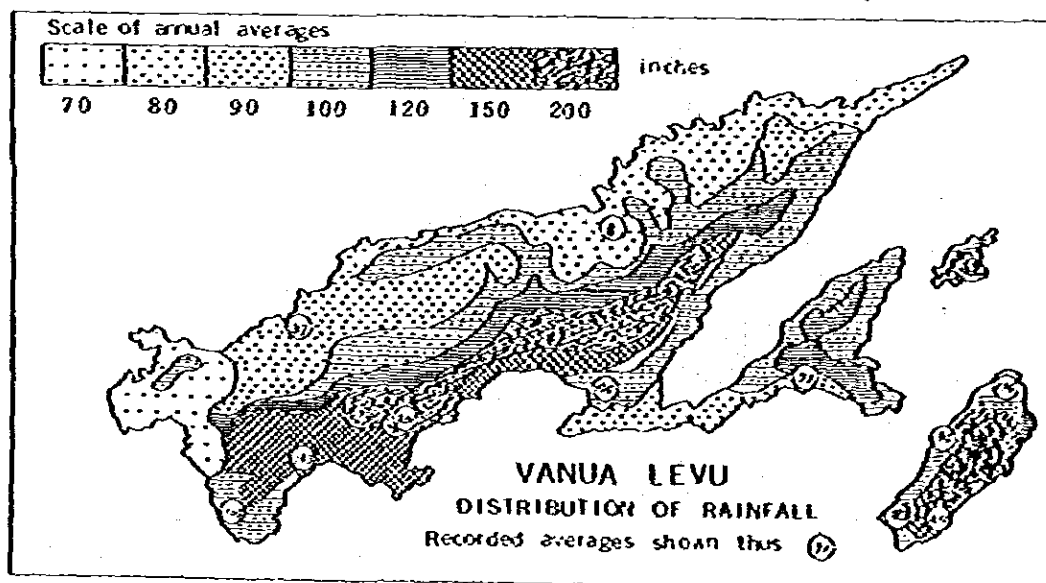 Scale of annual averages
inches
70 80 90 100 120 150 200
VANUA LEVU
DISTRIBUTION OF RAINFALL
Recorded averages shown thus